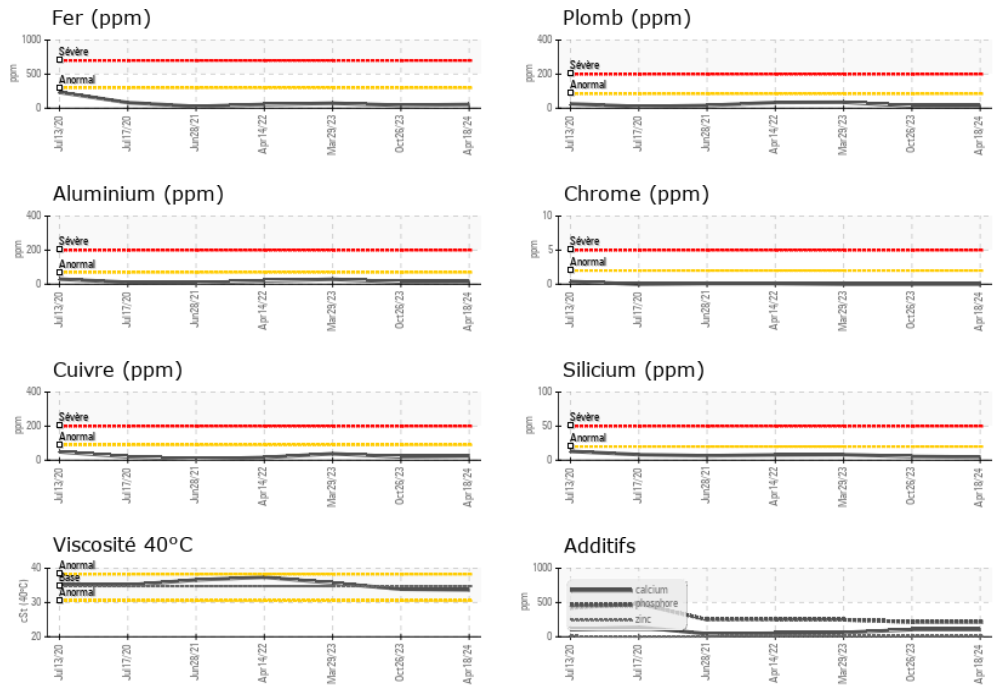 Fer (ppm)
1000
500
0
ppm
Sévère
Anormal
Jul13/20
Jul17/20
Jun28/21
Apr14/22
Mar29/23
Oct26/23
Apr18/24
Plomb (ppm)
400
200
0
ppm
Sévère
Anormal
Jul13/20
Jul17/20
Jun28/21
Apr14/22
Mar29/23
Oct26/23
Apr18/24
Aluminium (ppm)
400
200
0
ppm
Sévère
Anormal
Jul13/20
Jul17/20
Jun28/21
Apr14/22
Mar29/23
Oct26/23
Apr18/24
Chrome (ppm)
10
5
0
ppm
Sévère
Anormal
Jul13/20
Jul17/20
Jun28/21
Apr14/22
Mar29/23
Oct26/23
Apr18/24
Cuivre (ppm)
400
200
0
ppm
Sévère
Anormal
Jul13/20
Jul17/20
Jun28/21
Apr14/22
Mar29/23
Oct26/23
Apr18/24
Silicium (ppm)
100
50
0
ppm
Sévère
Anormal
Jul13/20
Jul17/20
Jun28/21
Apr14/22
Mar29/23
Oct26/23
Apr18/24
Viscosité 40°C
40
30
20
cSt (40°C)
Anormal
Base
Anormal
Jul13/20
Jul17/20
Jun28/21
Apr14/22
Mar29/23
Oct26/23
Apr18/24
Additifs
1000
500
0
ppm
calcium
phosphore
zinc
Jul13/20
Jul17/20
Jun28/21
Apr14/22
Mar29/23
Oct26/23
Apr18/24